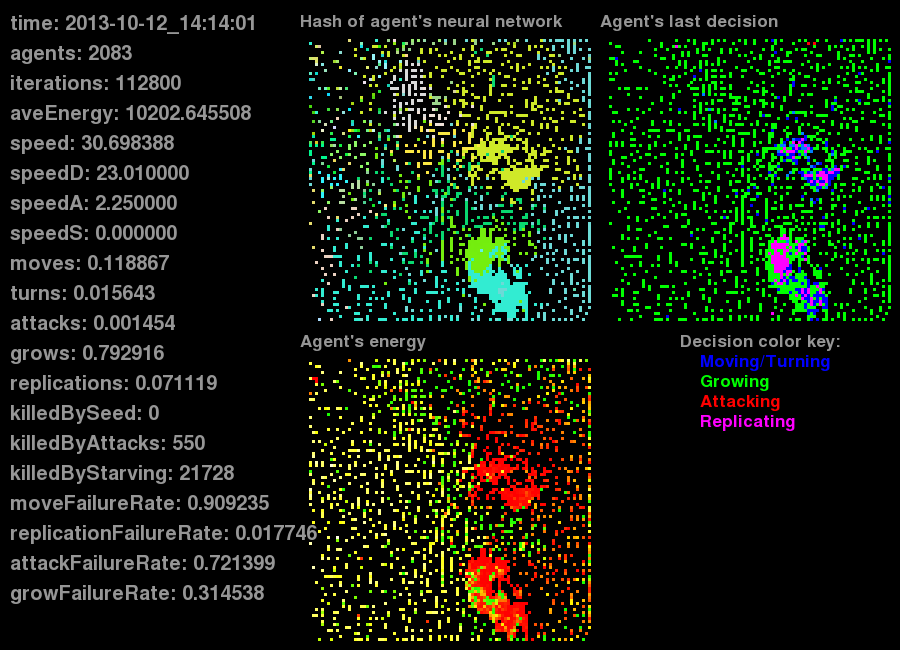 time: 2013-10-12_14:14:01
agents: 2083
iterations: 112800
aveEnergy: 10202.645508
speed: 30.698388
speedD: 23.010000
speedA: 2.250000
speedS: 0.000000
moves: 0.118867
turns: 0.015643
attacks: 0.001454
grows: 0.792916
replications: 0.071119
killedBySeed: 0
killedByAttacks: 550
killedByStarving: 21728
moveFailureRate: 0.909235
replicationFailureRate: 0.017746
attackFailureRate: 0.721399
growFailureRate: 0.314538
Hash of agent's neural network
Agent's last decision
Agent's energy
Decision color key:
Moving/Turning
Growing
Attacking
Replicating